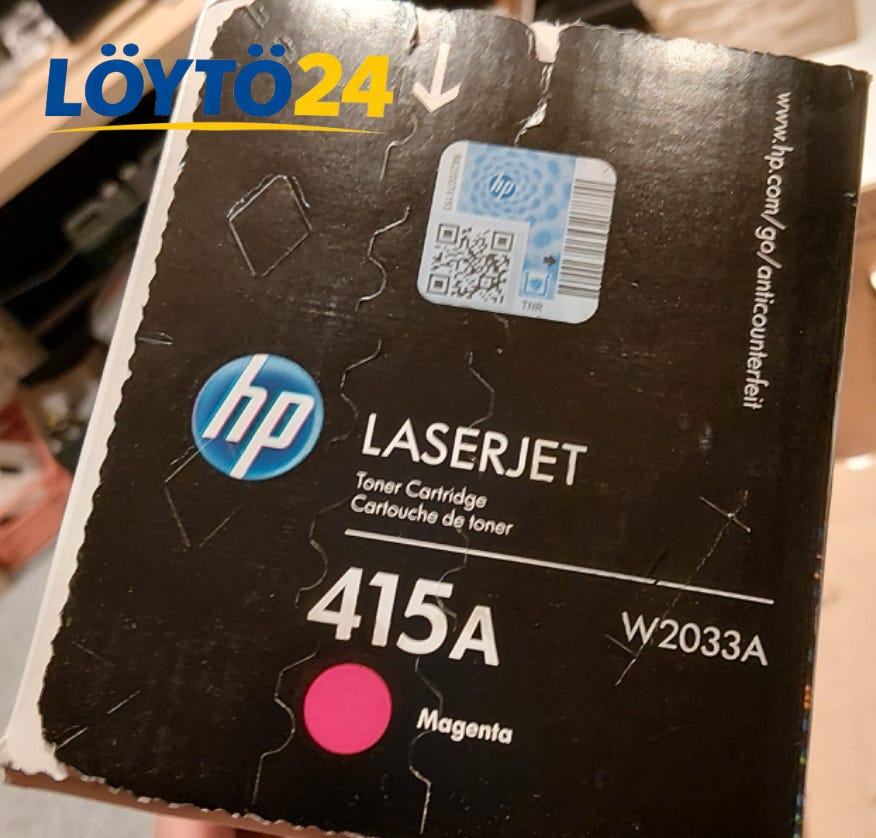 LÖYTÖ24
hp
TNR
www.hp.com/go/anticounterfeit
hp
LASERJET
Toner Cartridge
Cartouche de toner
415A
W2033A
Magenta